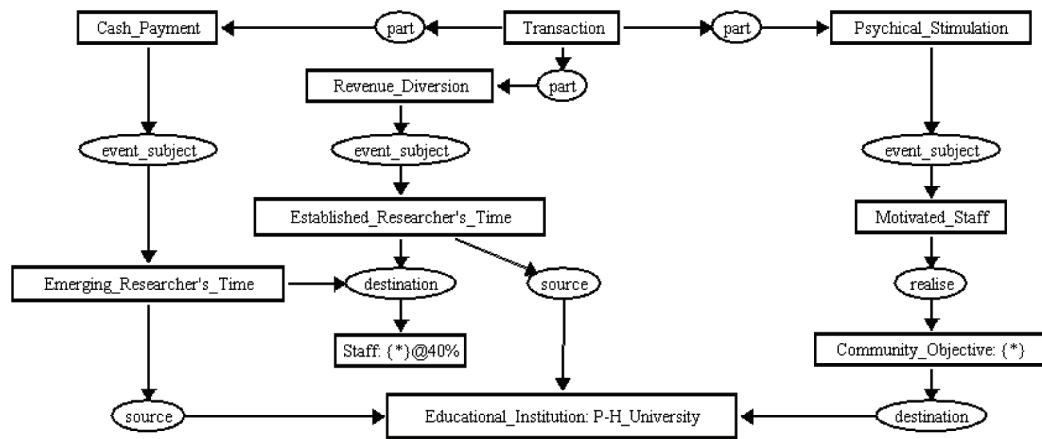 Cash_Payment
part
Transaction
part
Psychical_Stimulation
Revenue_Diversion
part
event_subject
event_subject
event_subject
Established_Researcher's_Time
Motivated_Staff
Emerging_Researcher's_Time
destination
source
realise
Staff: {*}@40%
Community_Objective: {*}
source
Educational_Institution: P-H_University
destination